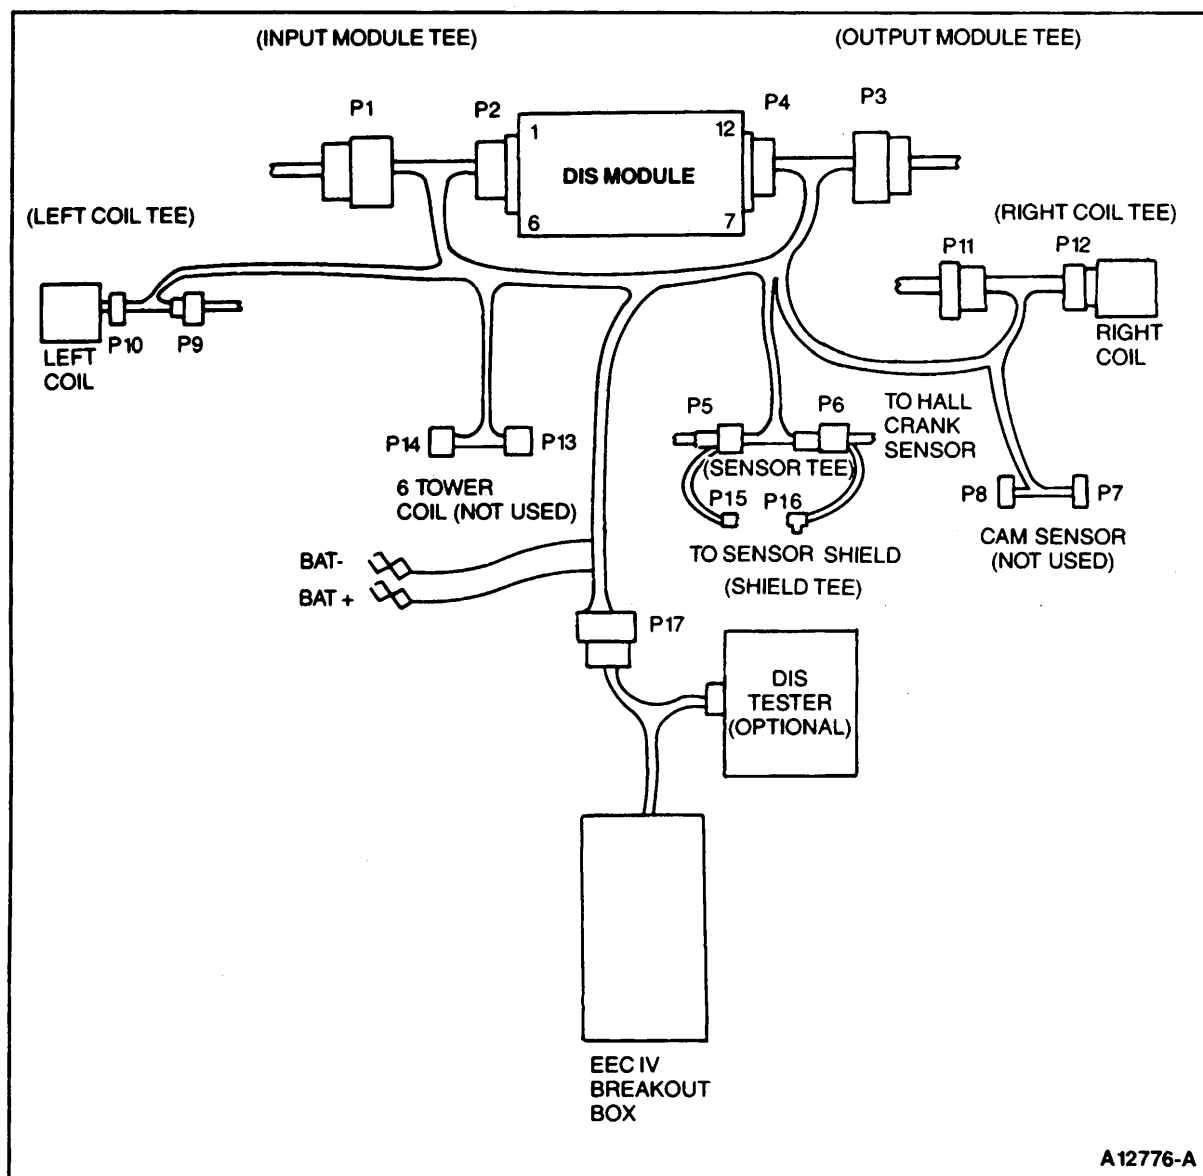 (INPUT MODULE TEE)
(OUTPUT MODULE TEE)
P1
P2
P4
P3
1
12
DIS MODULE
6
7
(LEFT COIL TEE)
(RIGHT COIL TEE)
P11
P12
P10
P9
LEFT
COIL
RIGHT
COIL
P14
P13
6 TOWER
COIL (NOT USED)
P5
P6
TO HALL
CRANK
SENSOR
(SENSOR TEE)
P15
P16
P8
P7
TO SENSOR SHIELD
(SHIELD TEE)
CAM SENSOR
(NOT USED)
BAT-
BAT +
P17
DIS
TESTER
(OPTIONAL)
EEC IV
BREAKOUT
BOX
A12776-A